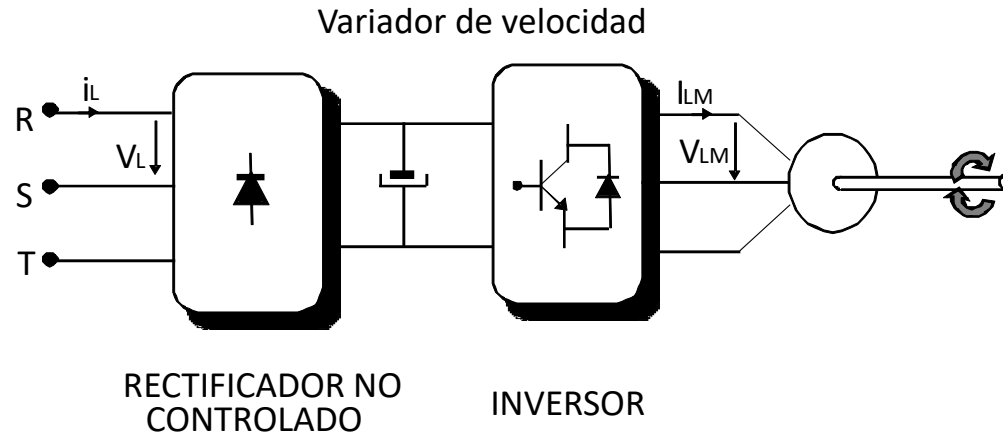 Variador de velocidad
R
iL
VL
S
T
ILM
VLM
RECTIFICADOR NO
CONTROLADO
INVERSOR